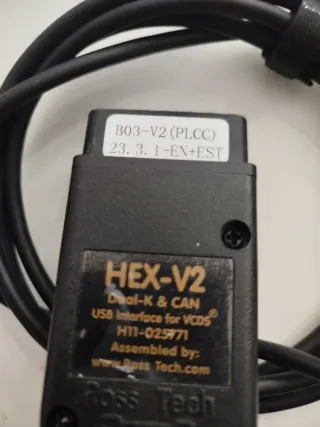 B03-V2(PLCC)
23.3.1-EN+EST
HEX-V2
Dual-K & CAN
USB Interface for VCDS®
H11-025771
Assembled by:
www.Ross Tech.com
Ross Tech